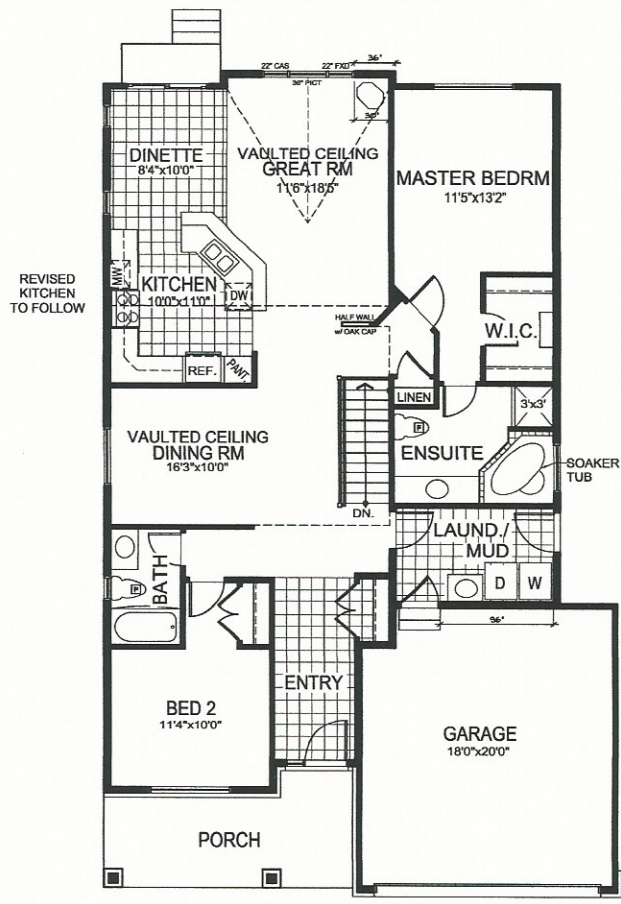 22" CAS
22" FXD
36'
36" PICT
36'
DINETTE
8'4"x10'0"
VAULTED CEILING
GREAT RM
11'6"x18'5"
MASTER BEDRM
11'5"x13'2"
REVISED
KITCHEN
TO FOLLOW
MW
KITCHEN
10'0"x11'0"
DW
HALF WALL
w/ OAK CAP
W.I.C.
REF.
PANT.
LINEN
3'x3'
VAULTED CEILING
DINING RM
16'3"x10'0"
ENSUITE
SOAKER
TUB
DN.
LAUND./
MUD
D
W
BATH
96'
ENTRY
BED 2
11'4"x10'0"
GARAGE
18'0"x20'0"
PORCH